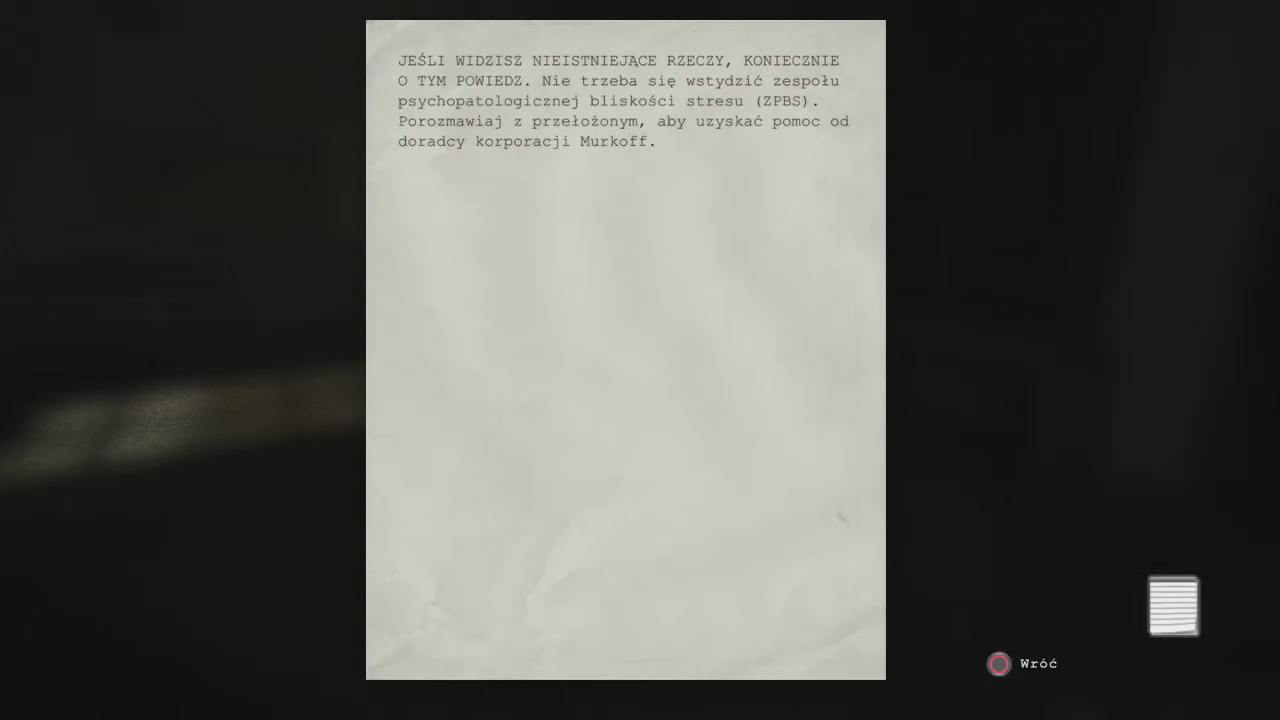 JEŚLI WIDZISZ NIEISTNIEJĄCE RZECZY, KONIECZNIE
O TYM POWIEDZ. Nie trzeba się wstydzić zespołu
psychopatologicznej bliskości stresu (ZPBS).
Porozmawiaj z przełożonym, aby uzyskać pomoc od
doradcy korporacji Murkoff.
Wróć